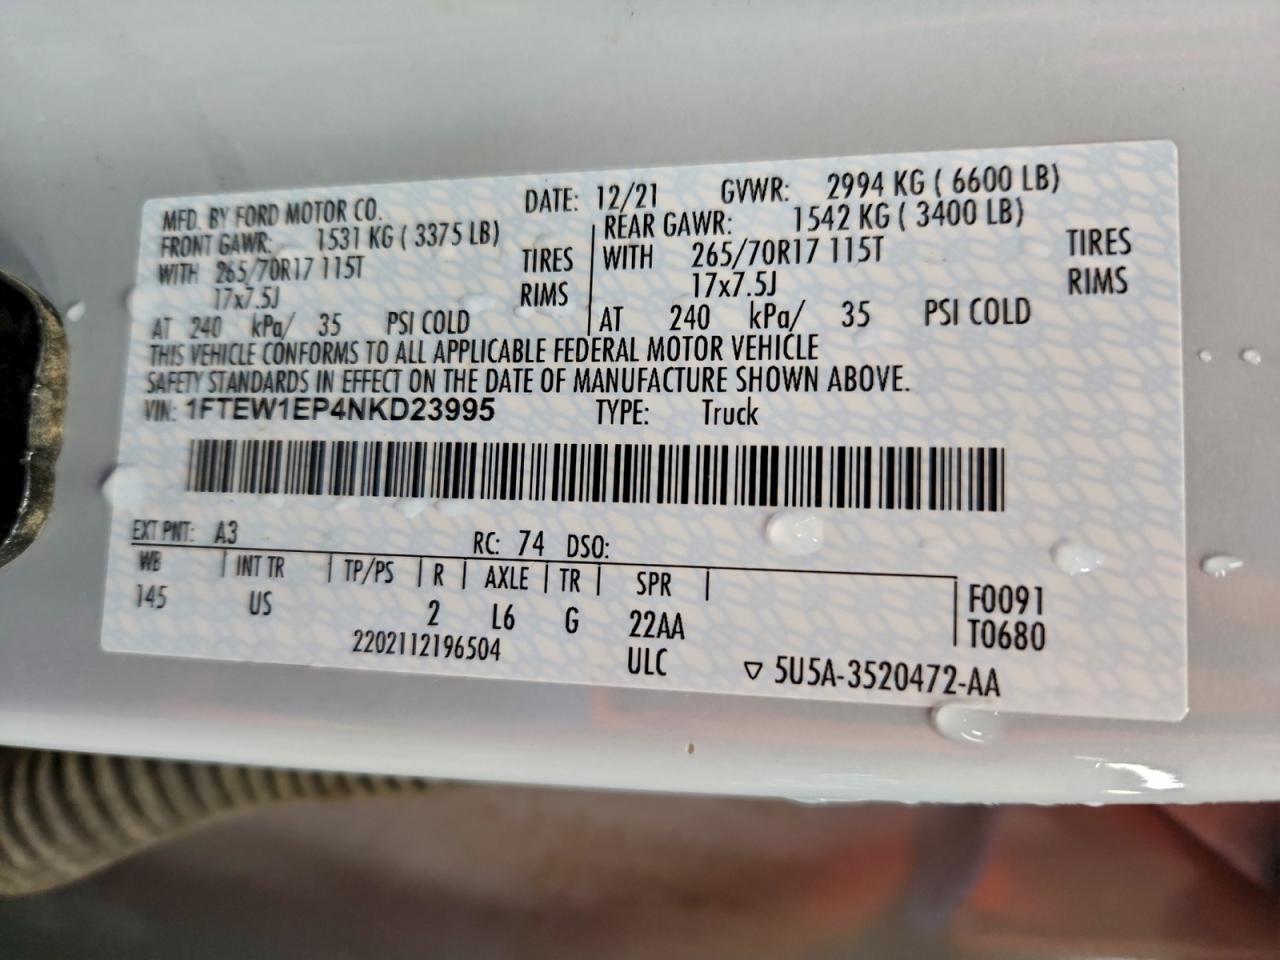 MFD. BY FORD MOTOR CO. DATE: 12/21 GVWR: 2994 KG ( 6600 LB)
FRONT GAWR: 1531 KG ( 3375 LB) REAR GAWR: 1542 KG ( 3400 LB)
WITH 265/70R17 115T TIRES WITH 265/70R17 115T TIRES
17x7.5J RIMS 17x7.5J RIMS
AT 240 kPa/ 35 PSI COLD AT 240 kPa/ 35 PSI COLD
THIS VEHICLE CONFORMS TO ALL APPLICABLE FEDERAL MOTOR VEHICLE
SAFETY STANDARDS IN EFFECT ON THE DATE OF MANUFACTURE SHOWN ABOVE.
VIN: 1FTEW1EP4NKD23995 TYPE: Truck
EXT PNT: A3 RC: 74 DSO:
WB INT TR TP/PS R AXLE TR SPR
145 US 2 L6 G 22AA F0091
T0680
2202112196504 ULC ▽ 5U5A-3520472-AA